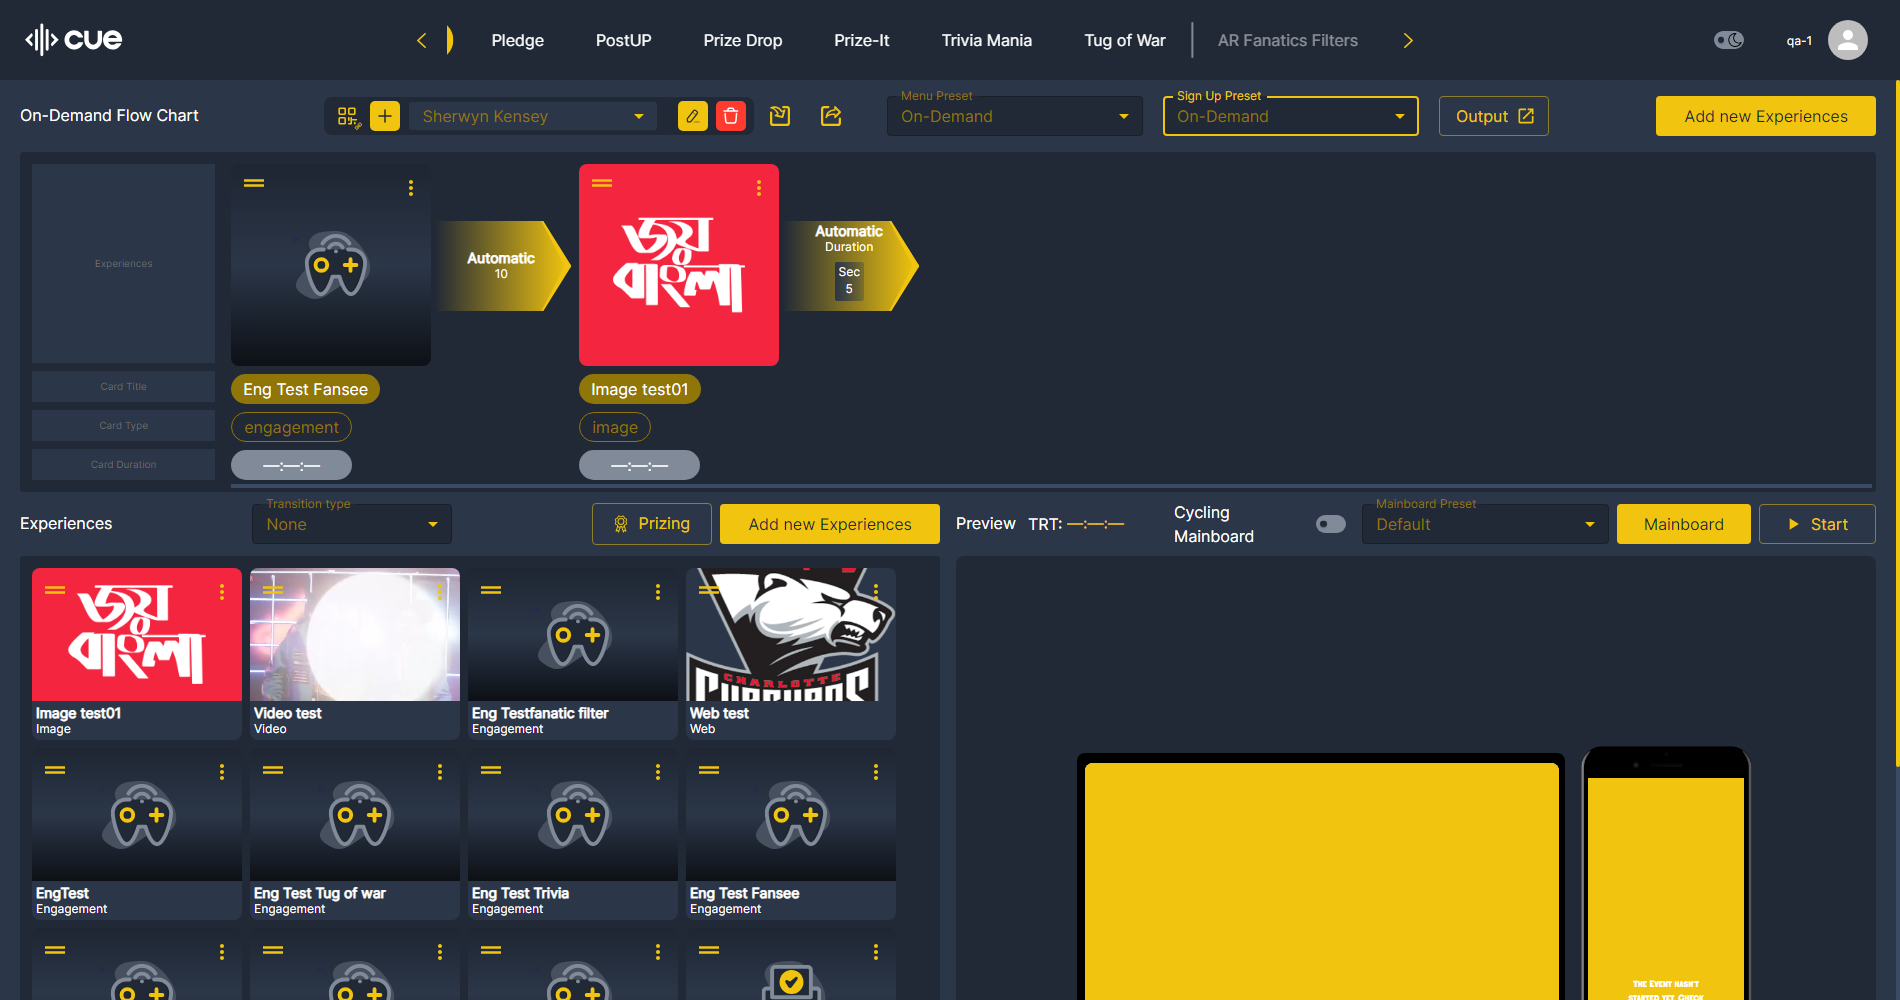 cue
Pledge
PostUP
Prize Drop
Prize-It
Trivia Mania
Tug of War
AR Fanatics Filters
qa-1
On-Demand Flow Chart
Sherwyn Kensey
Menu Preset
On-Demand
Sign Up Preset
On-Demand
Output
Add new Experiences
Experiences
Automatic
10
জয়
বাংলা
Automatic
Duration
Sec
5
Card Title
Eng Test Fansee
Image test01
Card Type
engagement
image
Card Duration
—:—:—
—:—:—
Experiences
Transition type
None
Prizing
Add new Experiences
Preview
TRT: —:—:—
Cycling
Mainboard
Mainboard Preset
Default
Mainboard
Start
জয়
বাংলা
Image test01
Image
Video test
Video
Eng Testfanatic filter
Engagement
CHARLOTTE
Web test
Web
EngTest
Engagement
Eng Test Tug of war
Engagement
Eng Test Trivia
Engagement
Eng Test Fansee
Engagement
The Event hasn't
started yet. Check